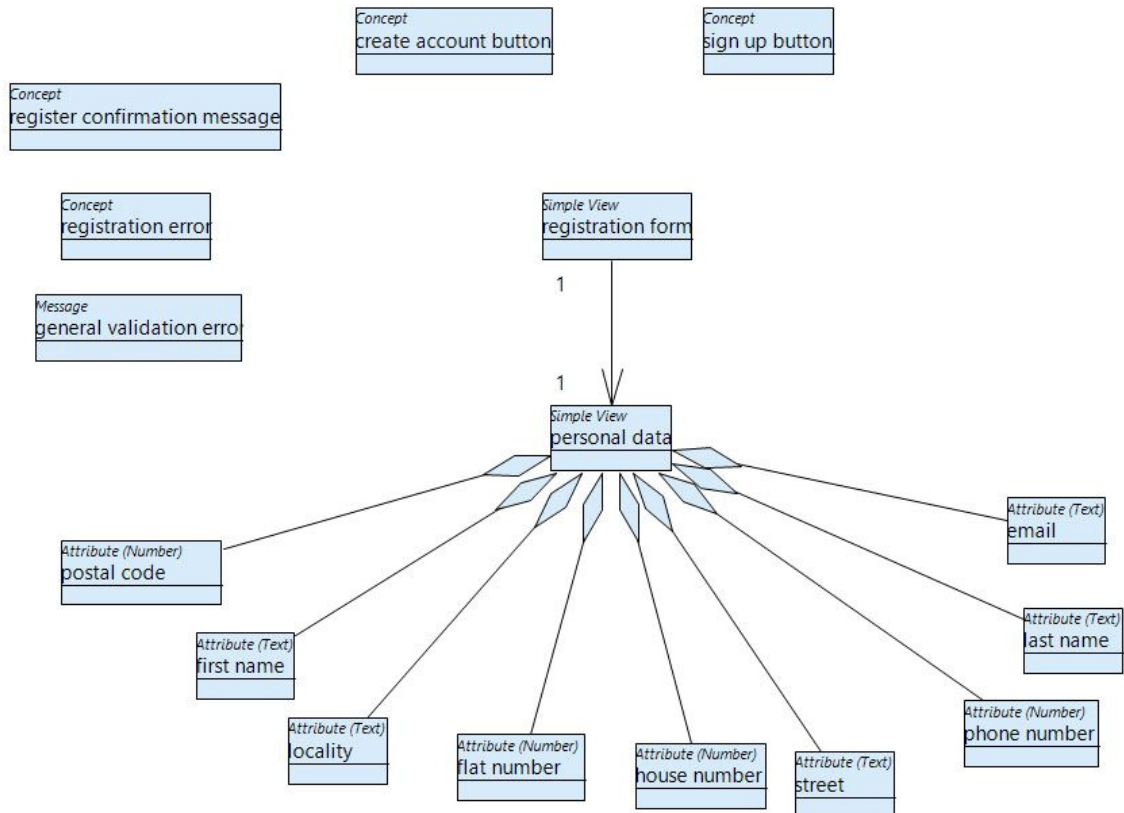 Concept
create account button
Concept
sign up button
Concept
register confirmation message
Concept
registration error
Simple View
registration form
1
Message
general validation error
1
Simple View
personal data
Attribute (Text)
email
Attribute (Number)
postal code
Attribute (Text)
last name
Attribute (Text)
first name
Attribute (Number)
phone number
Attribute (Text)
locality
Attribute (Number)
flat number
Attribute (Number)
house number
Attribute (Text)
street